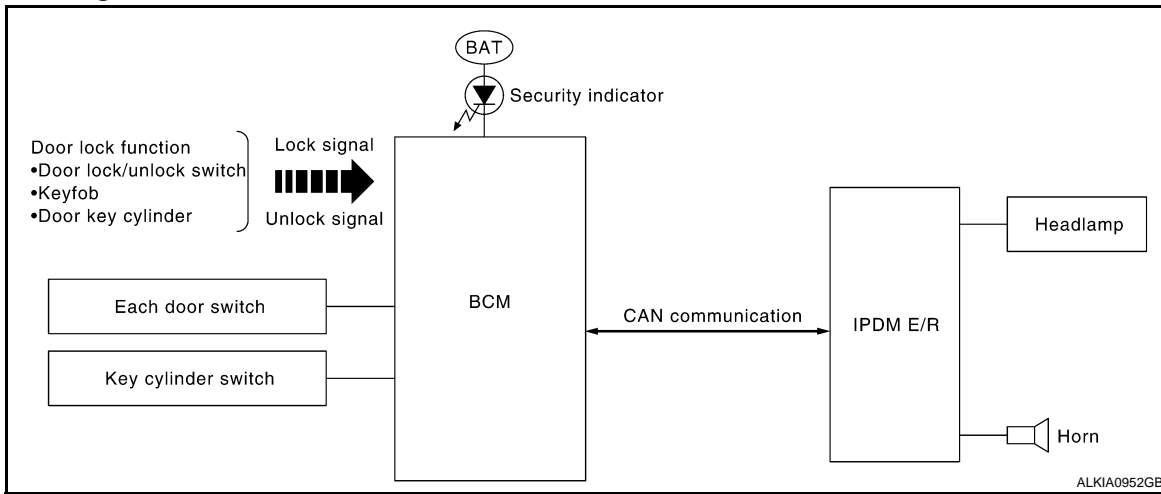 BAT
Security indicator
Door lock function
•Door lock/unlock switch
•Keyfob
•Door key cylinder
Lock signal
Unlock signal
Each door switch
Key cylinder switch
BCM
CAN communication
IPDM E/R
Headlamp
Horn
ALKIA0952GB